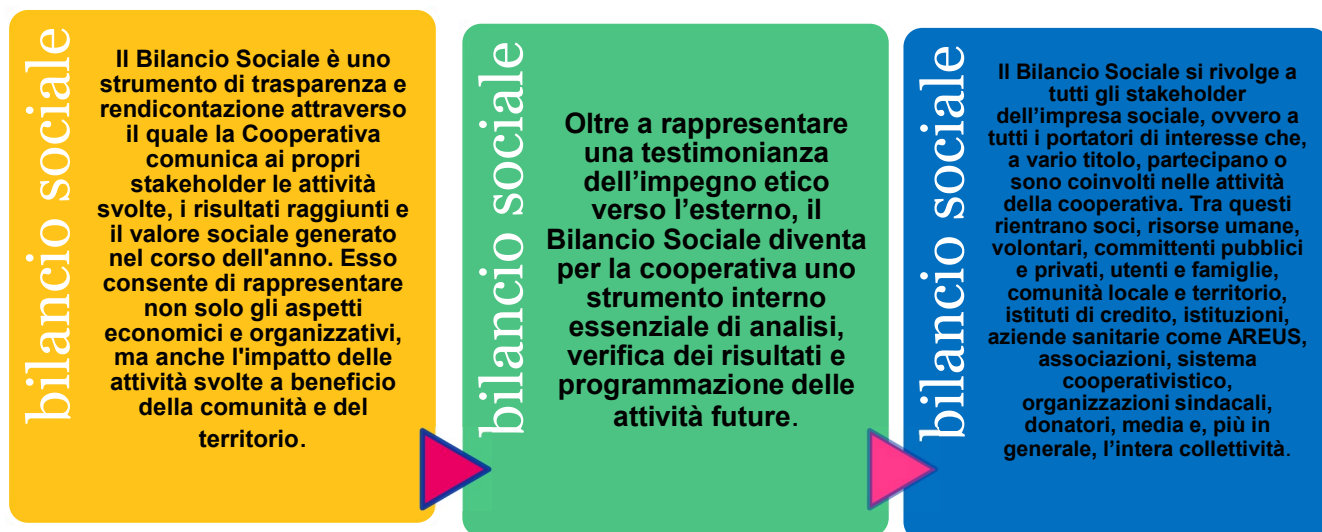 bilancio sociale
Il Bilancio Sociale è uno
strumento di trasparenza e
rendicontazione attraverso
il quale la Cooperativa
comunica ai propri
stakeholder le attività
svolte, i risultati raggiunti e
il valore sociale generato
nel corso dell'anno. Esso
consente di rappresentare
non solo gli aspetti
economici e organizzativi,
ma anche l'impatto delle
attività svolte a beneficio
della comunità e del
territorio.
bilancio sociale
Oltre a rappresentare
una testimonianza
dell’impegno etico
verso l’esterno, il
Bilancio Sociale diventa
per la cooperativa uno
strumento interno
essenziale di analisi,
verifica dei risultati e
programmazione delle
attività future.
bilancio sociale
Il Bilancio Sociale si rivolge a
tutti gli stakeholder
dell’impresa sociale, ovvero a
tutti i portatori di interesse che,
a vario titolo, partecipano o
sono coinvolti nelle attività
della cooperativa. Tra questi
rientrano soci, risorse umane,
volontari, committenti pubblici
e privati, utenti e famiglie,
comunità locale e territorio,
istituti di credito, istituzioni,
aziende sanitarie come AREUS,
associazioni, sistema
cooperativistico,
organizzazioni sindacali,
donatori, media e, più in
generale, l’intera collettività.